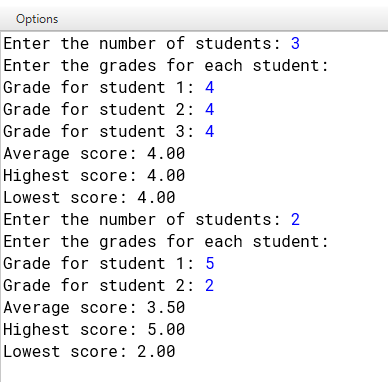 Options
Enter the number of students: 3
Enter the grades for each student:
Grade for student 1: 4
Grade for student 2: 4
Grade for student 3: 4
Average score: 4.00
Highest score: 4.00
Lowest score: 4.00
Enter the number of students: 2
Enter the grades for each student:
Grade for student 1: 5
Grade for student 2: 2
Average score: 3.50
Highest score: 5.00
Lowest score: 2.00